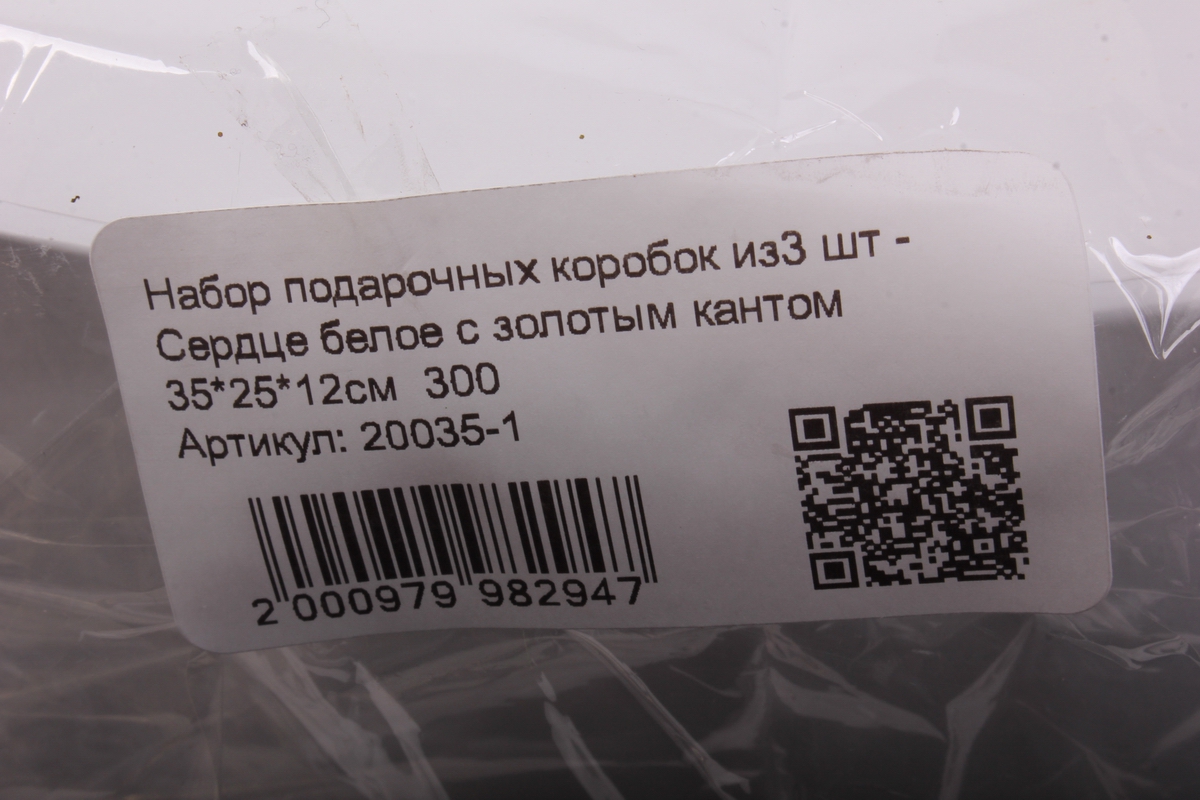 Набор подарочных коробок из3 шт -
Сердце белое с золотым кантом
35*25*12см 300
Артикул: 20035-1
2 000979 982947